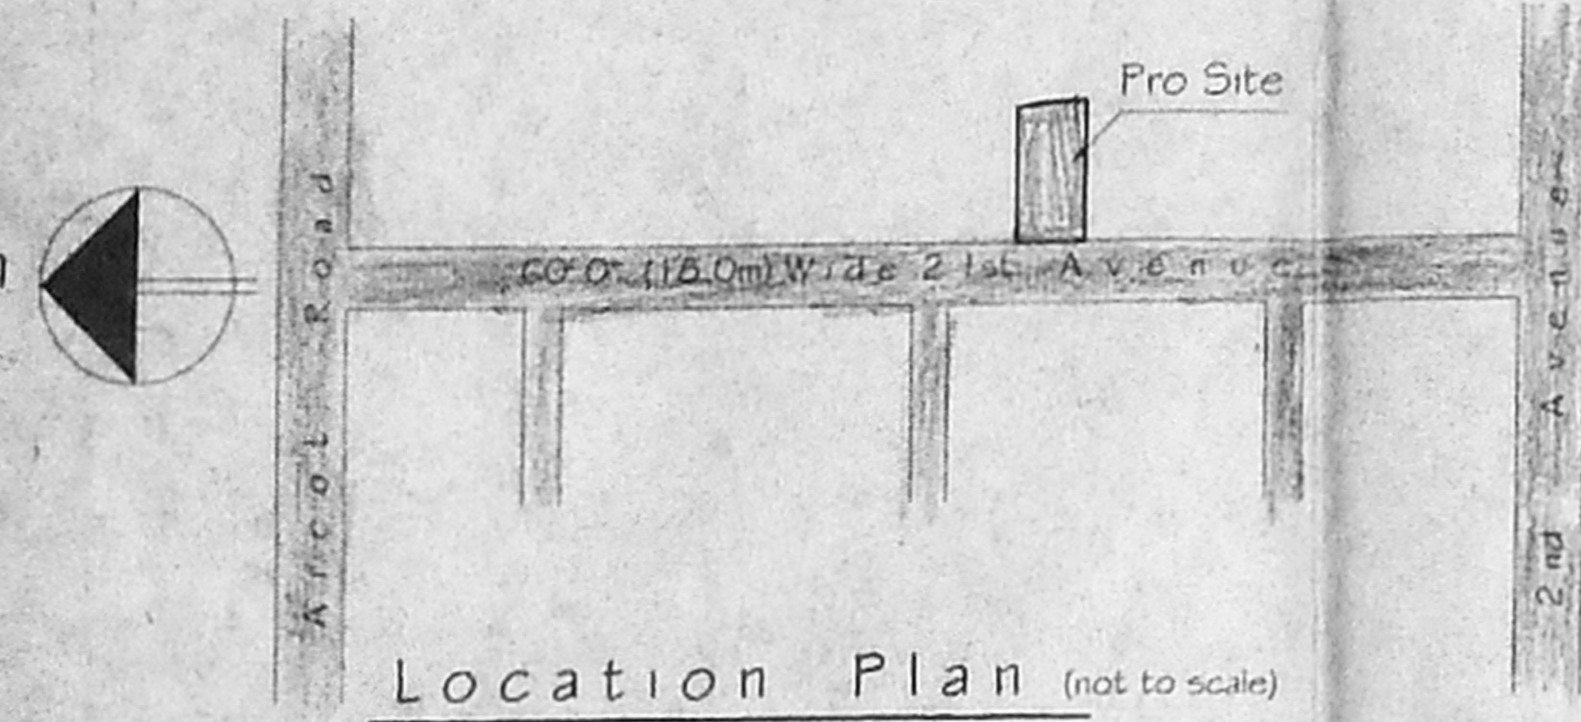 Pro Site
Arcot Road
60'0" (18.0m) Wide 21st Avenue
2nd Avenue
Location Plan (not to scale)